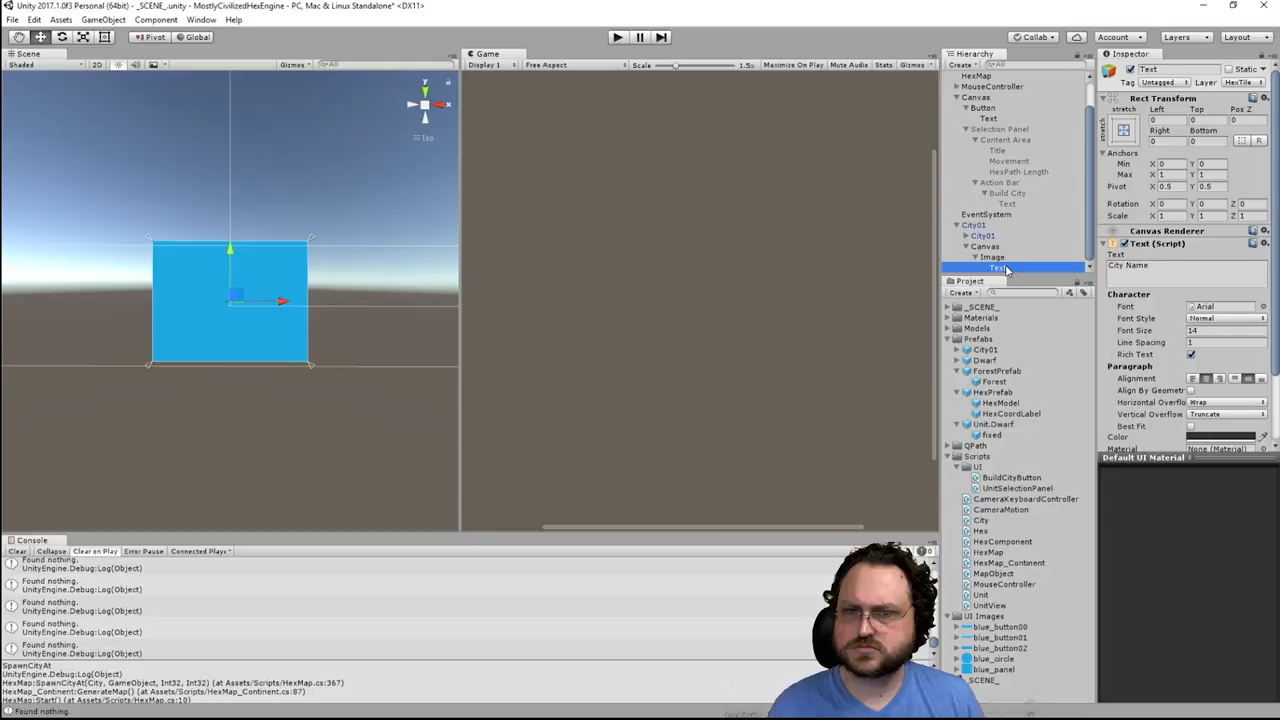 Unity 2017.1.0f3 Personal (64bit) - _SCENE_.unity - MostlyCivilizedHexEngine - PC, Mac & Linux Standalone* <DX11>
File Edit Assets GameObject Component Window Help
Pivot Global
Collab Account Layers Layout
Scene
Shaded 2D Gizmos All
y
Iso
Game
Display 1 Free Aspect Scale 1.5x Maximize On Play Mute Audio Stats Gizmos
Hierarchy
Create All
HexMap
MouseController
Canvas
Button
Text
Selection Panel
Content Area
Title
Movement
HexPath Length
Action Bar
Build City
Text
EventSystem
City01
City01
Canvas
Image
Text
Project
Create
_SCENE_
Materials
Models
Prefabs
City01
Dwarf
ForestPrefab
Forest
HexPrefab
HexModel
HexCoordLabel
Unit.Dwarf
fixed
QPath
Scripts
UI
BuildCityButton
UnitSelectionPanel
CameraKeyboardController
CameraMotion
City
Hex
HexComponent
HexMap
HexMap_Continent
MapObject
MouseController
Unit
UnitView
UI Images
blue_button00
blue_button01
blue_button02
blue_circle
blue_panel
_SCENE_
Inspector
Text Static
Tag Untagged Layer HexTile
Rect Transform
stretch Left Top Pos Z
stretch 0 0 0
Right Bottom
0 0 R
Anchors
Min X 0 Y 0
Max X 1 Y 1
Pivot X 0.5 Y 0.5
Rotation X 0 Y 0 Z 0
Scale X 1 Y 1 Z 1
Canvas Renderer
Text (Script)
Text
City Name
Character
Font Arial
Font Style Normal
Font Size 14
Line Spacing 1
Rich Text
Paragraph
Alignment
Align By Geometr
Horizontal Overflo Wrap
Vertical Overflow Truncate
Best Fit
Color
Material None (Material)
Default UI Material
Console
Clear Collapse Clear on Play Error Pause Connected Player 0
Found nothing.
UnityEngine.Debug:Log(Object)
Found nothing.
UnityEngine.Debug:Log(Object)
Found nothing.
UnityEngine.Debug:Log(Object)
Found nothing.
UnityEngine.Debug:Log(Object)
Found nothing.
UnityEngine.Debug:Log(Object)
SpawnCityAt
UnityEngine.Debug:Log(Object)
HexMap:SpawnCityAt(City, GameObject, Int32, Int32) (at Assets/Scripts/HexMap.cs:367)
HexMap_Continent:GenerateMap() (at Assets/Scripts/HexMap_Continent.cs:87)
HexMap:Start() (at Assets/Scripts/HexMap.cs:10)
Found nothing.